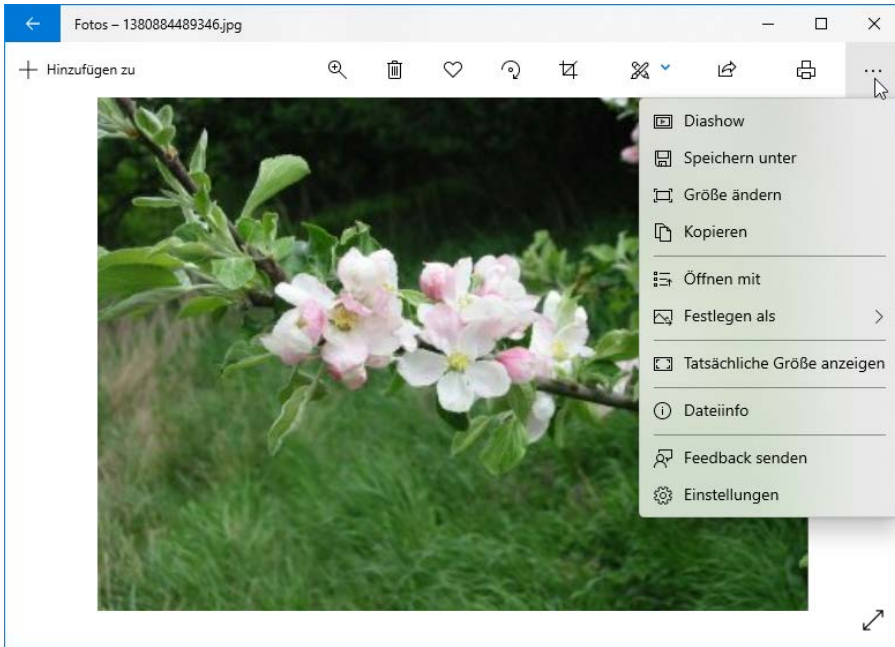 Fotos – 1380884489346.jpg
Hinzufügen zu
Diashow
Speichern unter
Größe ändern
Kopieren
Öffnen mit
Festlegen als
Tatsächliche Größe anzeigen
Dateiinfo
Feedback senden
Einstellungen